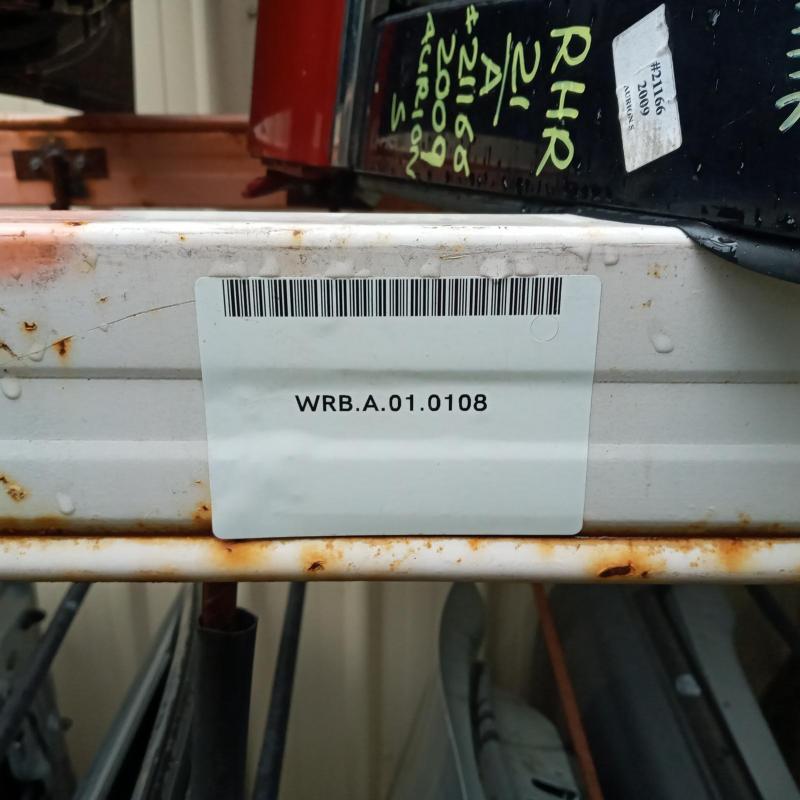 RHR
21
/A
#21166
2009
AURION
S
#21166
2009
AURION S
WRB.A.01.0108